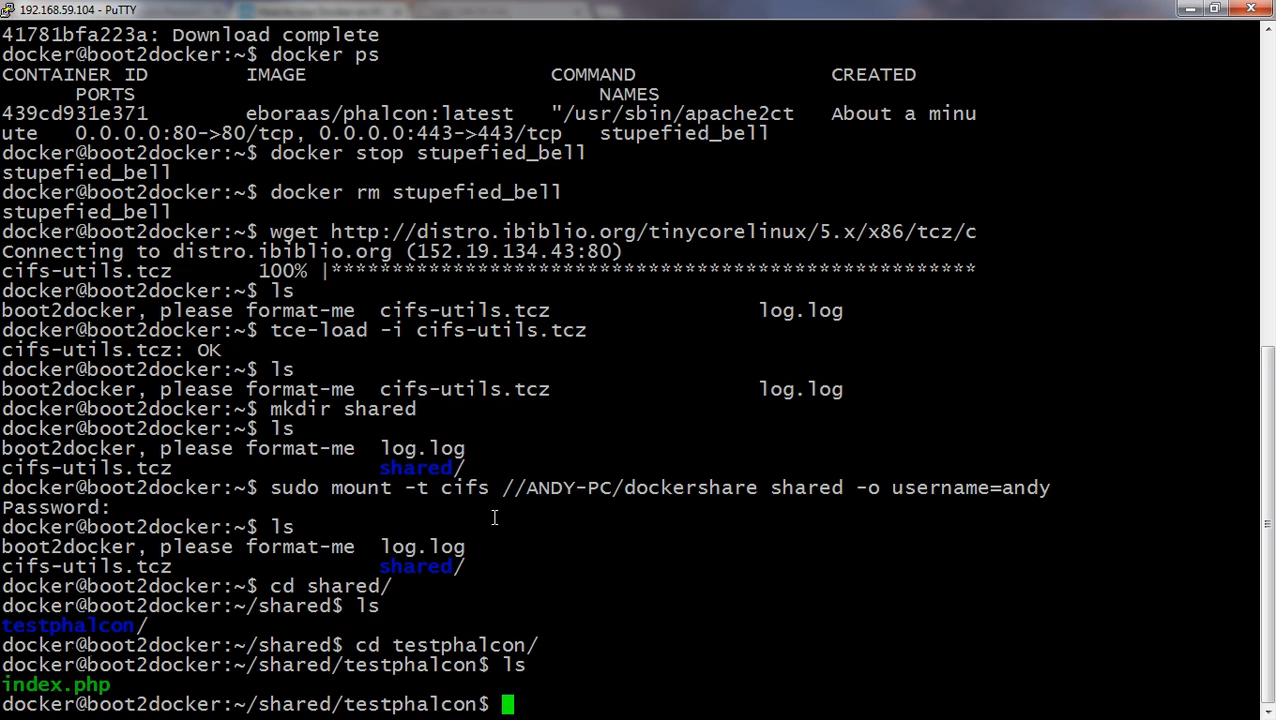 192.168.59.104 - PuTTY
41781bfa223a: Download complete
docker@boot2docker:~$ docker ps
CONTAINER ID        IMAGE                    COMMAND                CREATED
      PORTS                                      NAMES
439cd931e371        eboraas/phalcon:latest   "/usr/sbin/apache2ct   About a minu
ute   0.0.0.0:80->80/tcp, 0.0.0.0:443->443/tcp   stupefied_bell
docker@boot2docker:~$ docker stop stupefied_bell
stupefied_bell
docker@boot2docker:~$ docker rm stupefied_bell
stupefied_bell
docker@boot2docker:~$ wget http://distro.ibiblio.org/tinycorelinux/5.x/x86/tcz/c
Connecting to distro.ibiblio.org (152.19.134.43:80)
cifs-utils.tcz       100% |*****************************************************
docker@boot2docker:~$ ls
boot2docker, please format-me  cifs-utils.tcz                 log.log
docker@boot2docker:~$ tce-load -i cifs-utils.tcz
cifs-utils.tcz: OK
docker@boot2docker:~$ ls
boot2docker, please format-me  cifs-utils.tcz                 log.log
docker@boot2docker:~$ mkdir shared
docker@boot2docker:~$ ls
boot2docker, please format-me  log.log
cifs-utils.tcz                 shared/
docker@boot2docker:~$ sudo mount -t cifs //ANDY-PC/dockershare shared -o username=andy
Password:
docker@boot2docker:~$ ls
boot2docker, please format-me  log.log
cifs-utils.tcz                 shared/
docker@boot2docker:~$ cd shared/
docker@boot2docker:~/shared$ ls
testphalcon/
docker@boot2docker:~/shared$ cd testphalcon/
docker@boot2docker:~/shared/testphalcon$ ls
index.php
docker@boot2docker:~/shared/testphalcon$